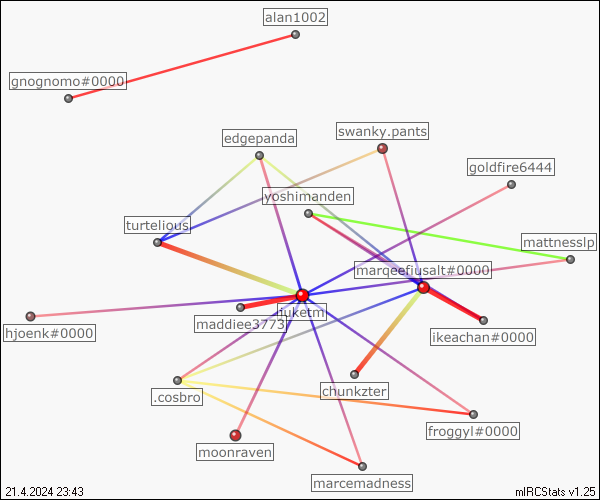 alan1002
gnognomo#0000
swanky.pants
edgepanda
goldfire6444
yoshimanden
turtelious
mattnesslp
marqeefiusalt#0000
iuketm
maddiee3773
hjoenk#0000
ikeachan#0000
chunkzter
.cosbro
froggyl#0000
moonraven
marcemadness
21.4.2024 23:43
mIRCStats v1.25